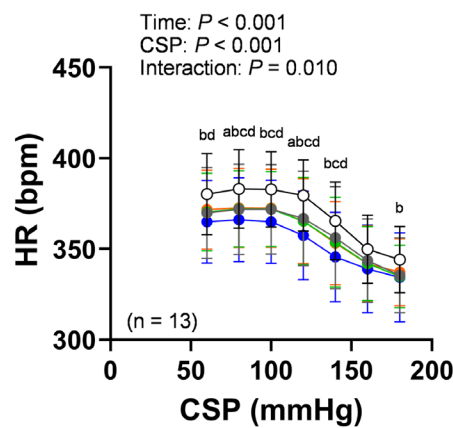 Time: P < 0.001
CSP: P < 0.001
Interaction: P = 0.010
450
400
350
300
HR (bpm)
bd abcd bcd abcd bcd b
(n = 13)
0 50 100 150 200
CSP (mmHg)